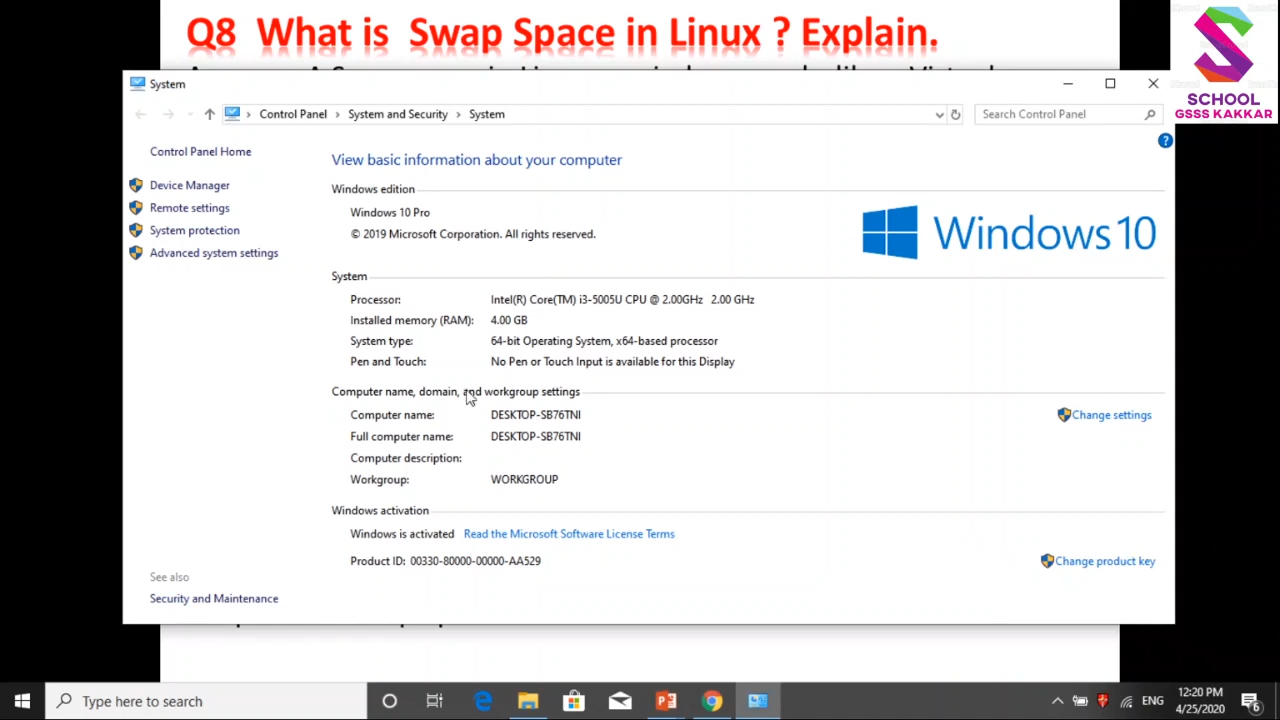 Q8 What is Swap Space in Linux ? Explain.
SCHOOL
GSSS KAKKAR
System
Control Panel > System and Security > System
Search Control Panel
Control Panel Home
Device Manager
Remote settings
System protection
Advanced system settings
See also
Security and Maintenance
View basic information about your computer
Windows edition
Windows 10 Pro
© 2019 Microsoft Corporation. All rights reserved.
Windows 10
System
Processor: Intel(R) Core(TM) i3-5005U CPU @ 2.00GHz 2.00 GHz
Installed memory (RAM): 4.00 GB
System type: 64-bit Operating System, x64-based processor
Pen and Touch: No Pen or Touch Input is available for this Display
Computer name, domain, and workgroup settings
Computer name: DESKTOP-SB76TNI
Change settings
Full computer name: DESKTOP-SB76TNI
Computer description:
Workgroup: WORKGROUP
Windows activation
Windows is activated Read the Microsoft Software License Terms
Product ID: 00330-80000-00000-AA529
Change product key
Type here to search
ENG
12:20 PM
4/25/2020
6